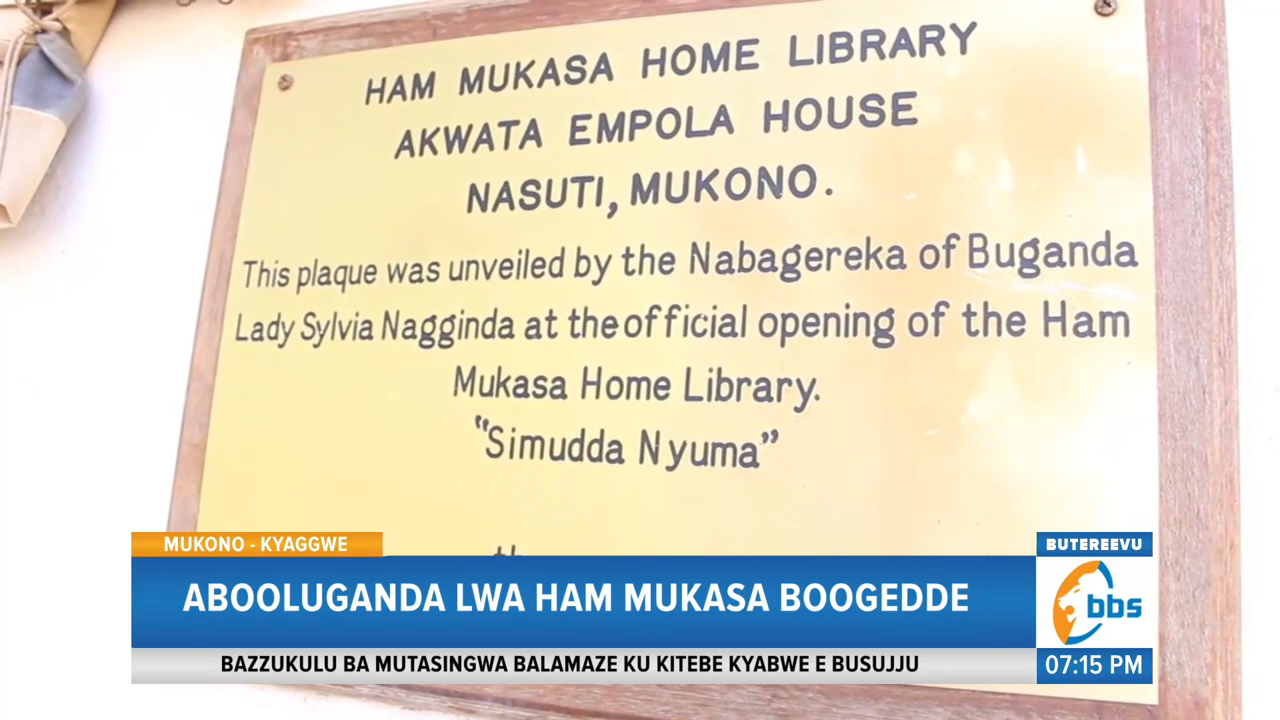 HAM MUKASA HOME LIBRARY
AKWATA EMPOLA HOUSE
NASUTI, MUKONO.
This plaque was unveiled by the Nabagereka of Buganda
Lady Sylvia Nagginda at the official opening of the Ham
Mukasa Home Library.
"Simudda Nyuma"
th
MUKONO - KYAGGWE
BUTEREEVU
ABOOLUGANDA LWA HAM MUKASA BOOGEDDE
bbs
BAZZUKULU BA MUTASINGWA BALAMAZE KU KITEBE KYABWE E BUSUJJU
07:15 PM